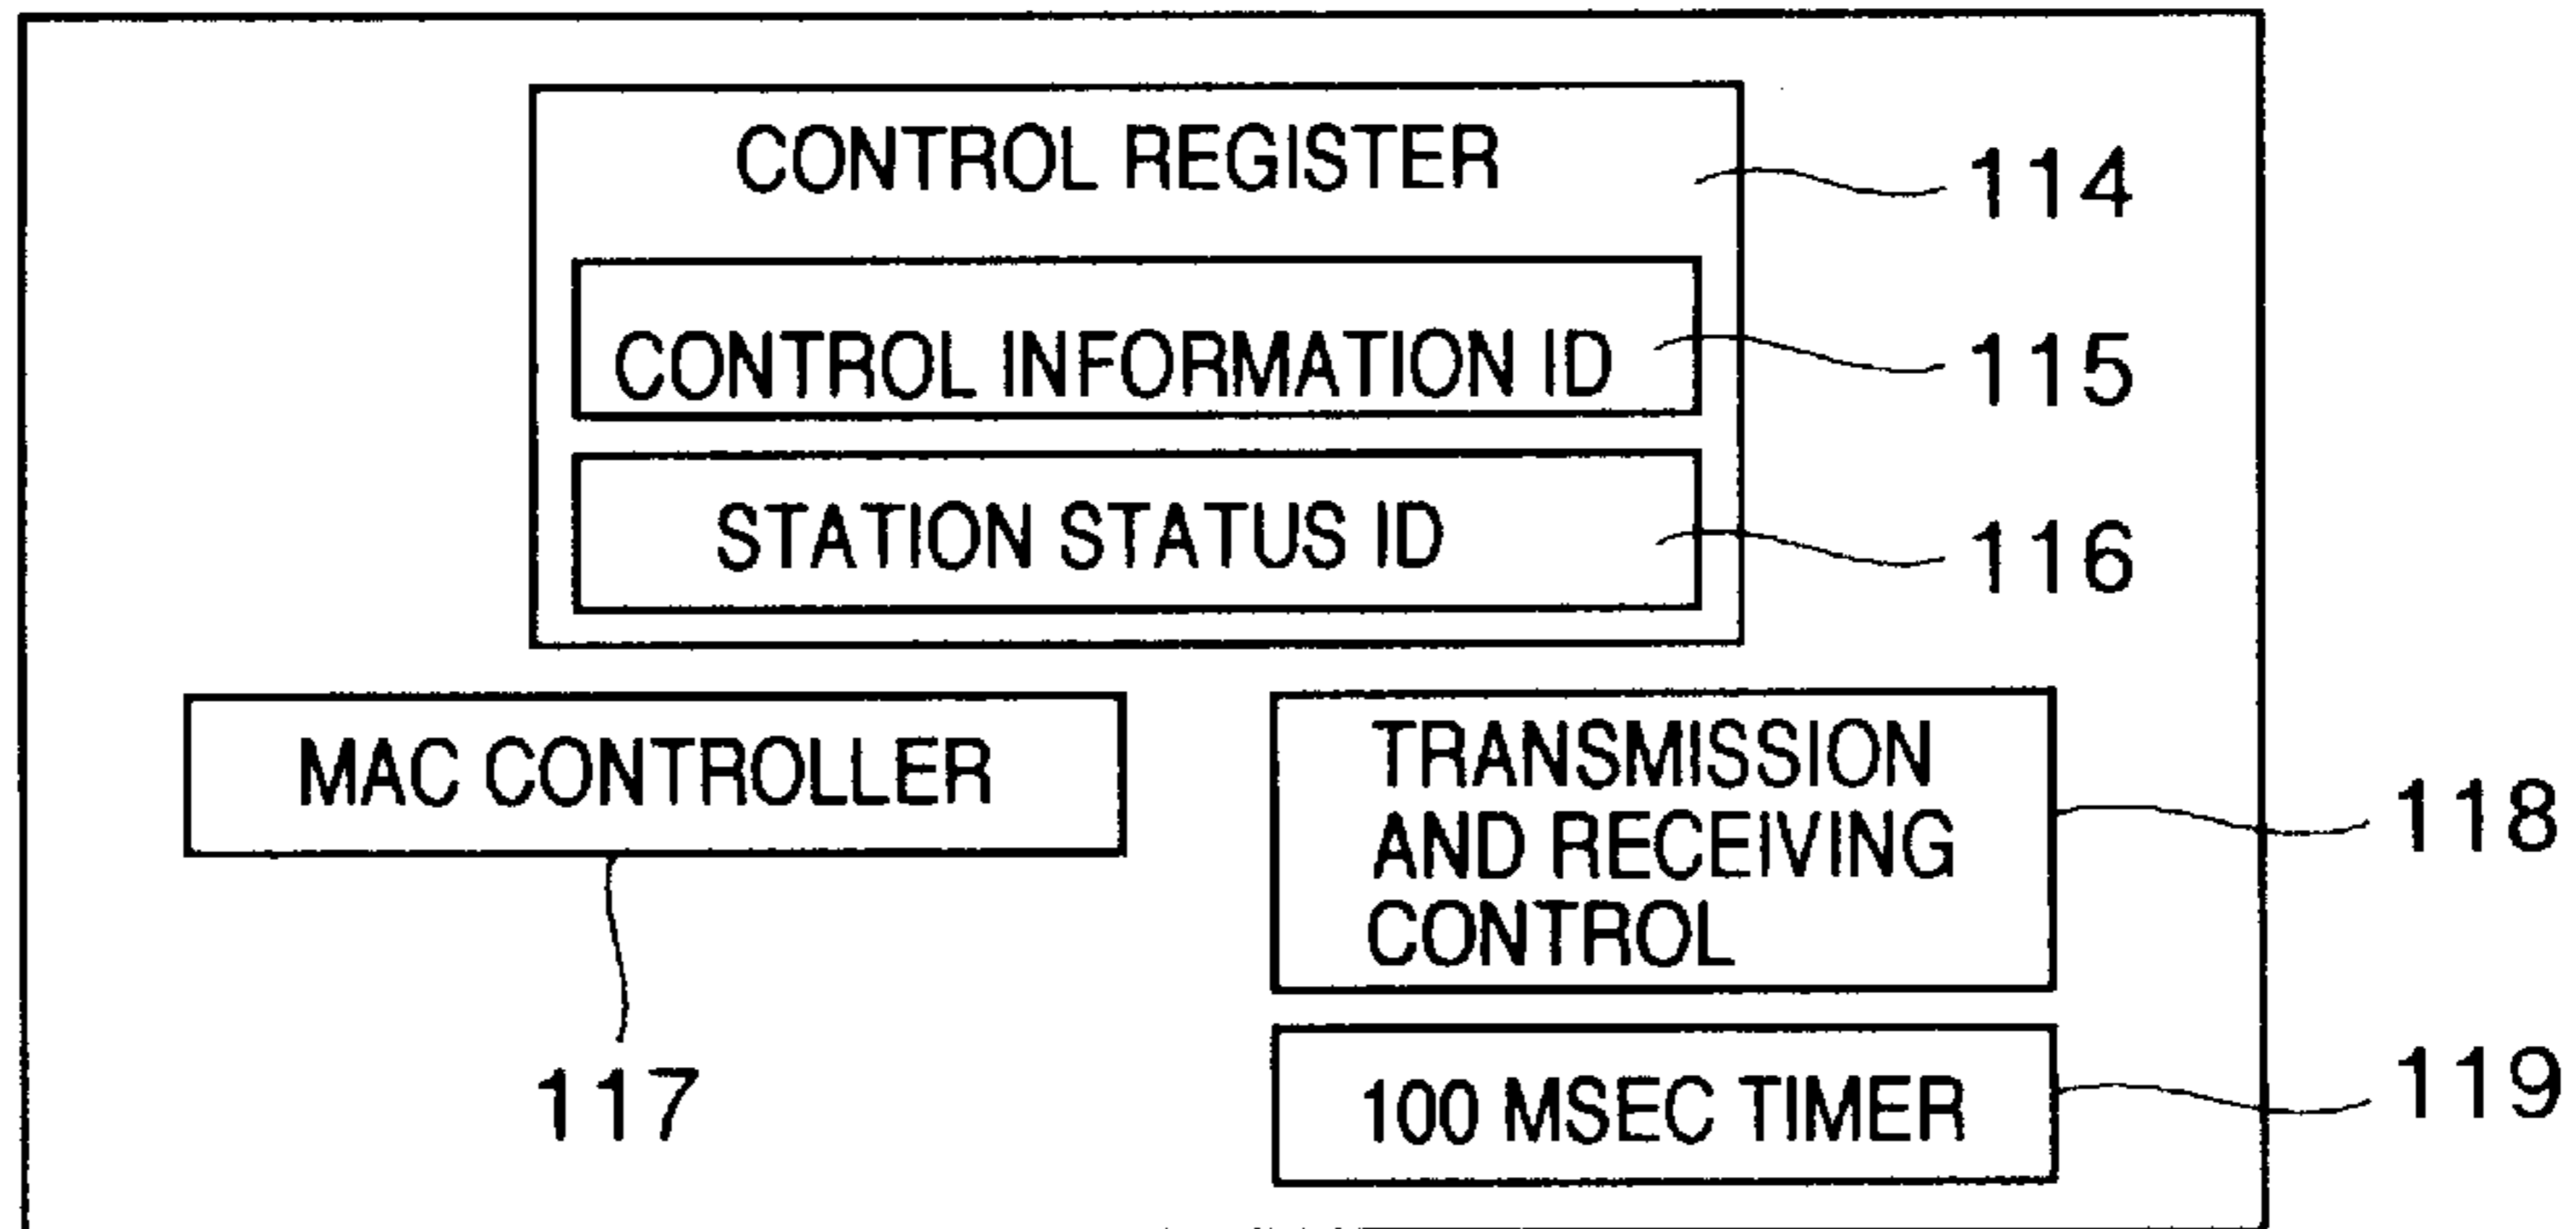 CONTROL REGISTER
114
CONTROL INFORMATION ID
115
STATION STATUS ID
116
MAC CONTROLLER
117
TRANSMISSION
AND RECEIVING
CONTROL
118
100 MSEC TIMER
119